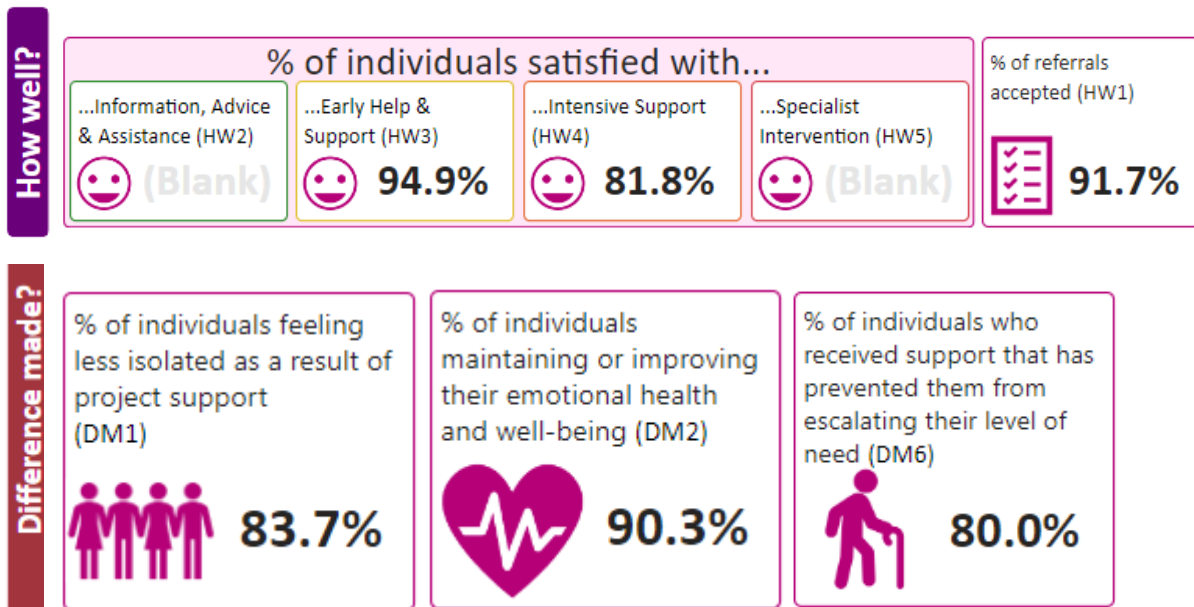 How well?
% of individuals satisfied with...
...Information, Advice
& Assistance (HW2)
(Blank)
...Early Help &
Support (HW3)
94.9%
...Intensive Support
(HW4)
81.8%
...Specialist
Intervention (HW5)
(Blank)
% of referrals
accepted (HW1)
91.7%
Difference made?
% of individuals feeling
less isolated as a result of
project support
(DM1)
83.7%
% of individuals
maintaining or improving
their emotional health
and well-being (DM2)
90.3%
% of individuals who
received support that has
prevented them from
escalating their level of
need (DM6)
80.0%